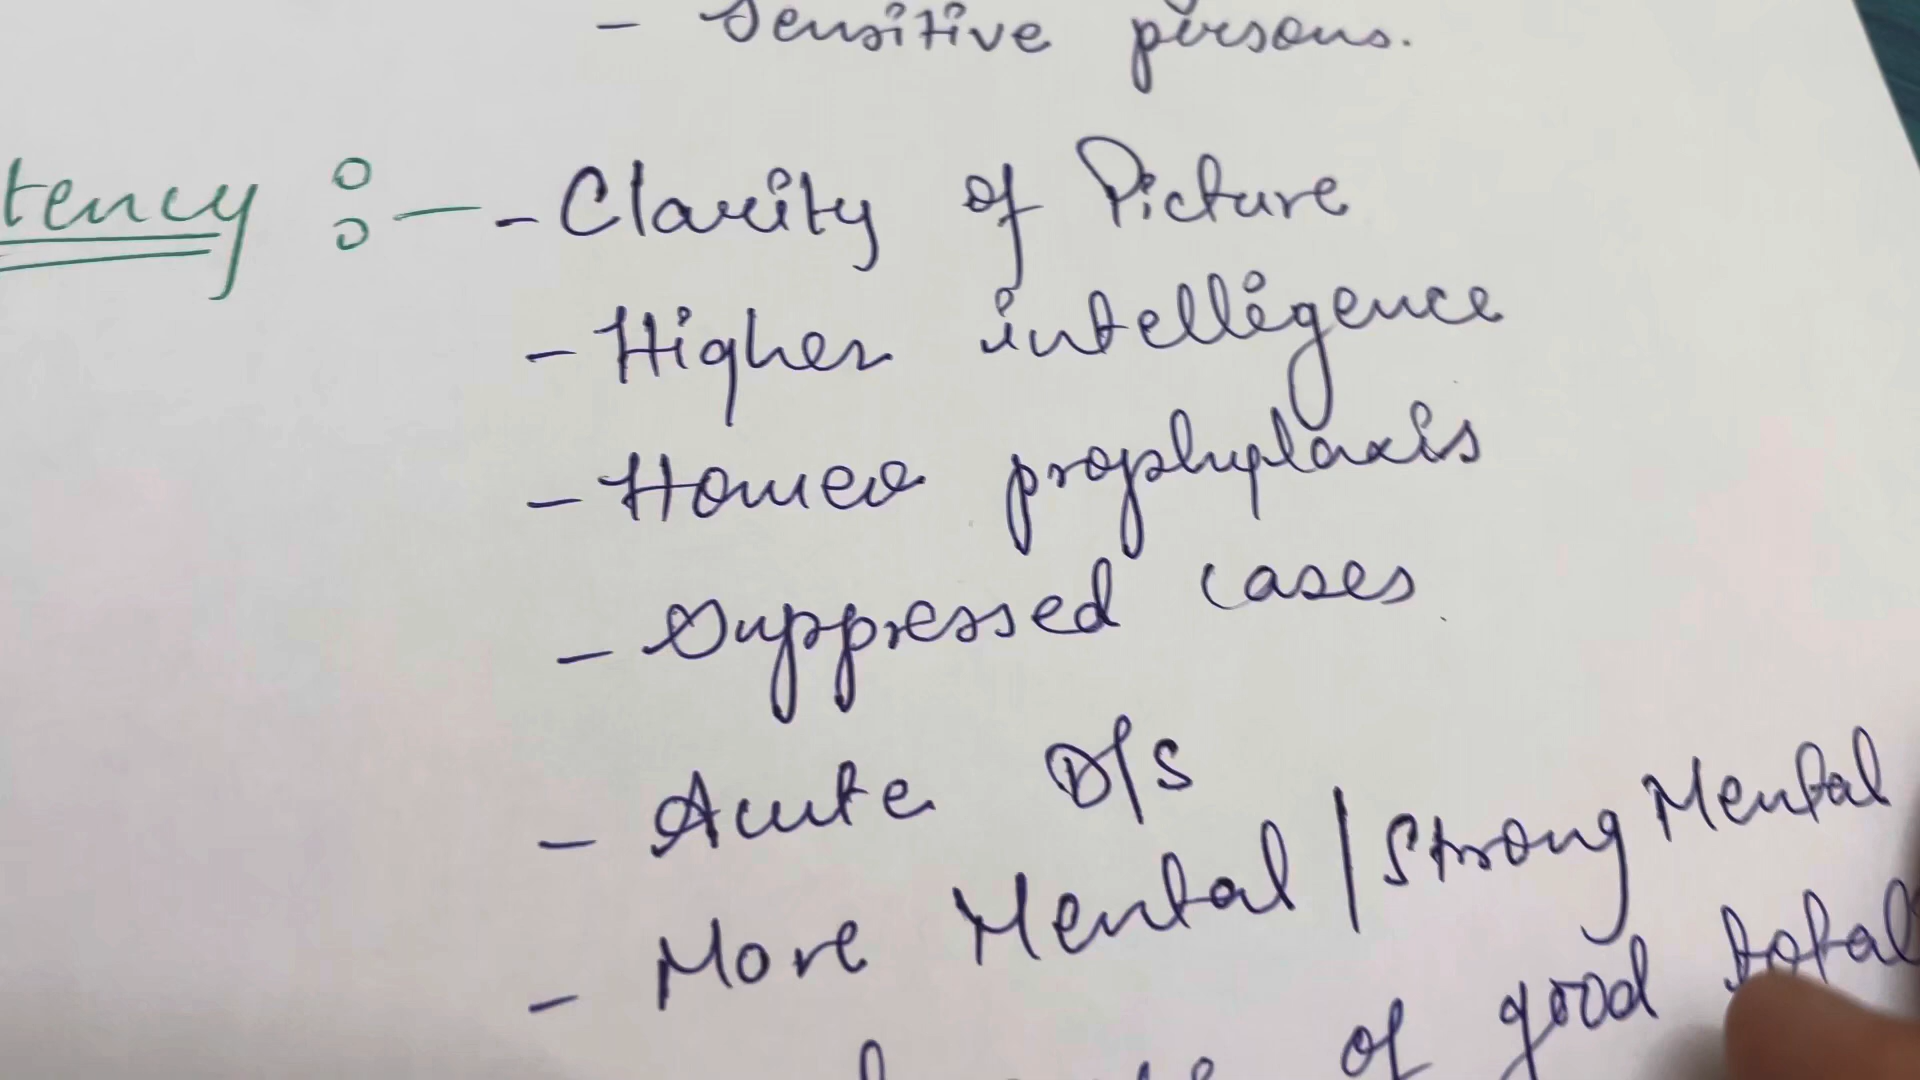 - Sensitive persons.
tency :- - Clarity of Picture
- Higher intelligence
- Homeo prophylaxis
- Suppressed cases
- Acute D/s
- More Mental / Strong Mental
of good total